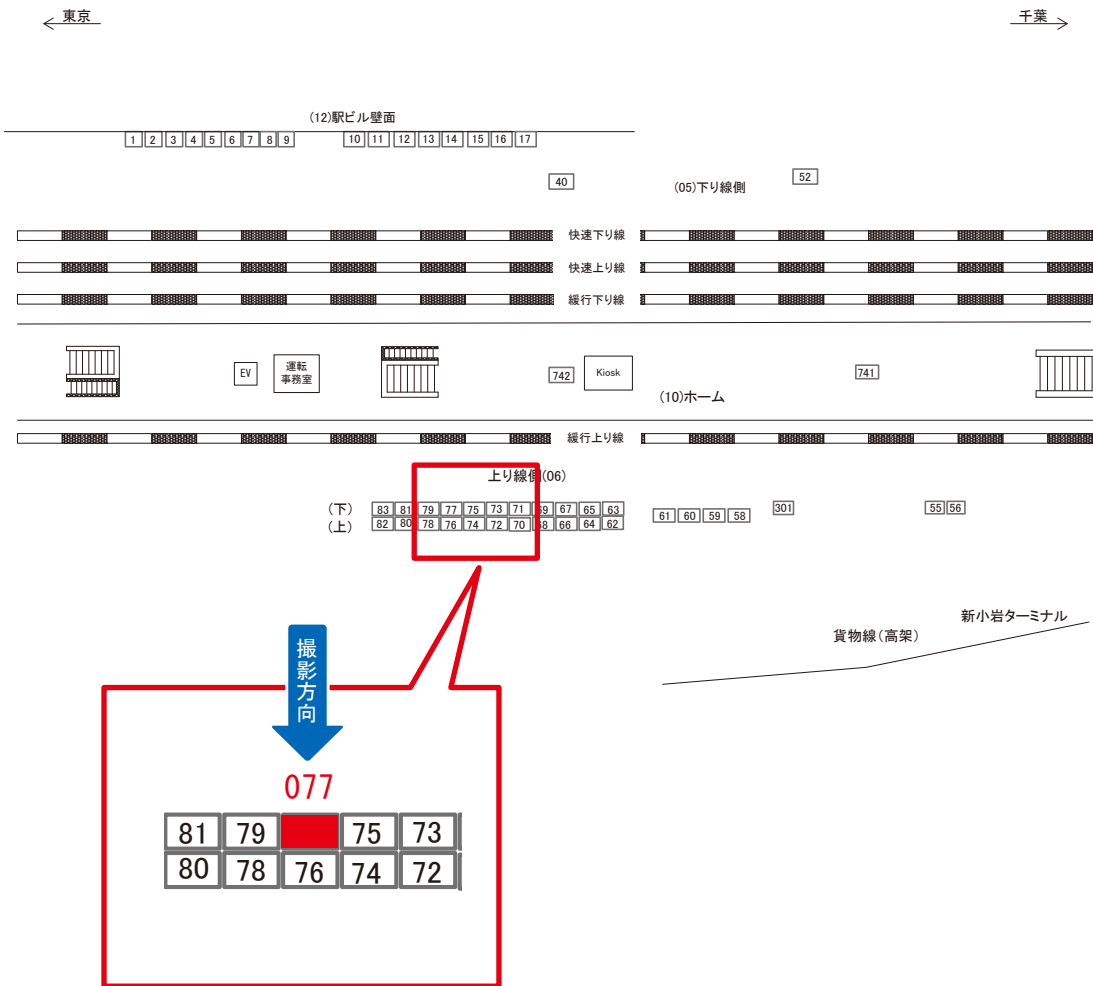 東京
千葉
(12)駅ビル壁面
1 2 3 4 5 6 7 8 9 10 11 12 13 14 15 16 17
40
(05)下り線側
52
快速下り線
快速上り線
緩行下り線
EV
運転
事務室
742
Kiosk
741
(10)ホーム
緩行上り線
上り線側(06)
(下) 83 81 79 77 75 73 71 69 67 65 63
(上) 82 80 78 76 74 72 70 68 66 64 62
61 60 59 58
301
55 56
新小岩ターミナル
貨物線(高架)
撮影方向
077
81 79 75 73
80 78 76 74 72